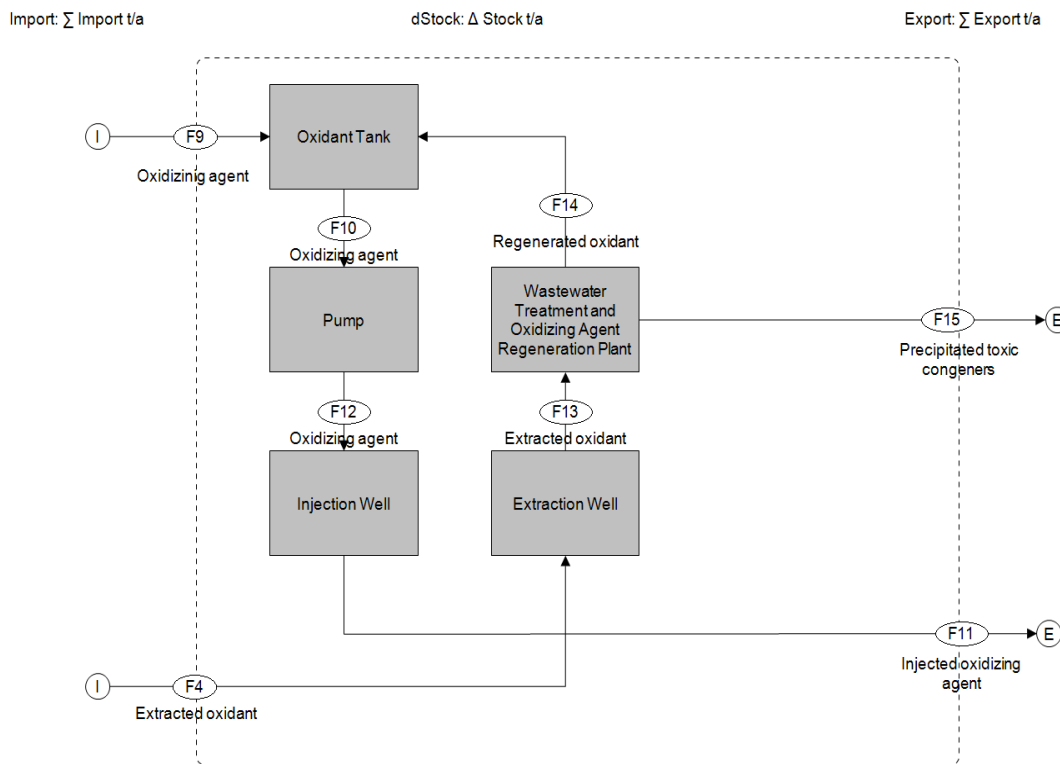 Import: ∑ Import t/a
dStock: Δ Stock t/a
Export: ∑ Export t/a
I
F9
Oxidizing agent
Oxidant Tank
F10
Oxidizing agent
F14
Regenerated oxidant
Pump
Wastewater
Treatment and
Oxidizing Agent
Regeneration Plant
F15
E
Precipitated toxic
congeners
F12
Oxidizing agent
F13
Extracted oxidant
Injection Well
Extraction Well
F11
E
Injected oxidizing
agent
I
F4
Extracted oxidant